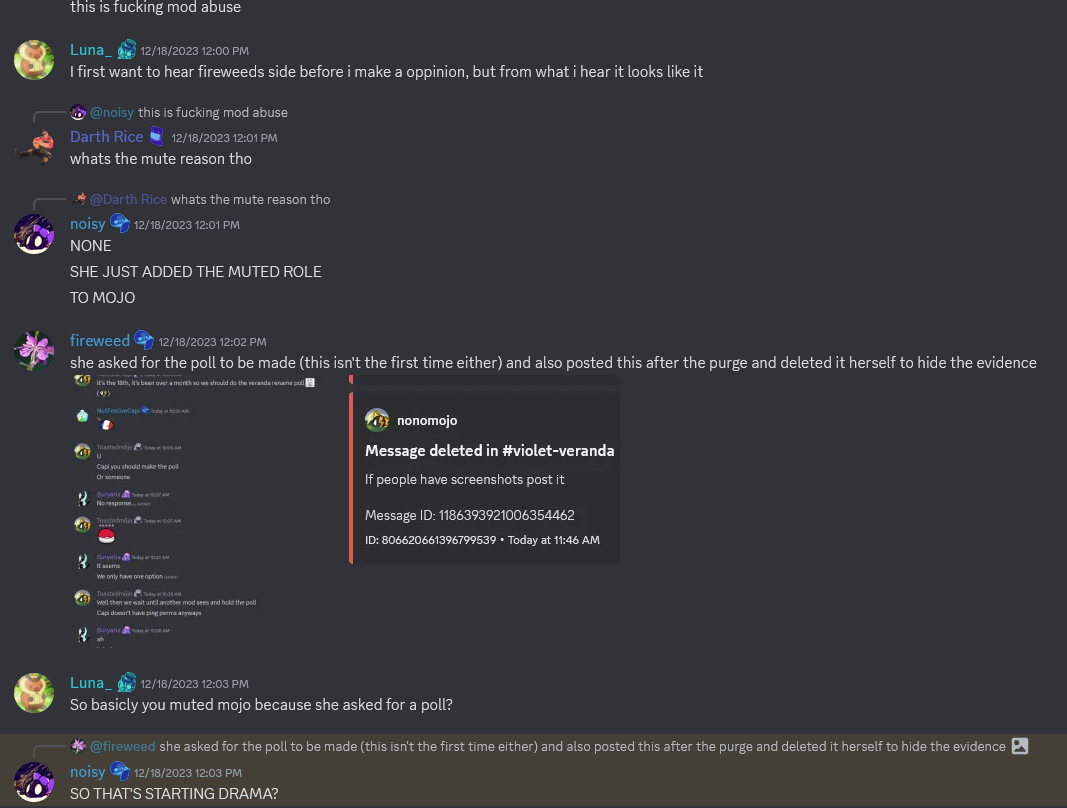 this is fucking mod abuse
Luna_ 12/18/2023 12:00 PM
I first want to hear fireweeds side before i make a oppinion, but from what i hear it looks like it
@noisy this is fucking mod abuse
Darth Rice 12/18/2023 12:01 PM
whats the mute reason tho
@Darth Rice whats the mute reason tho
noisy 12/18/2023 12:01 PM
NONE
SHE JUST ADDED THE MUTED ROLE
TO MOJO
fireweed 12/18/2023 12:02 PM
she asked for the poll to be made (this isn't the first time either) and also posted this after the purge and deleted it herself to hide the evidence
It's the 18th, it's been over a month so we should do the veranda rename poll
NotFestiveCapi Today at 10:35 AM
Toastedmôjo Today at 10:35 AM
U
Capi you should make the poll
Or someone
Buryatia Today at 10:37 AM
No response...
Toastedmôjo Today at 10:37 AM
Buryatia Today at 10:37 AM
It seems
We only have one option
Toastedmôjo Today at 10:38 AM
Well then we wait until another mod sees and hold the poll
Capi doesn't have ping perms anyways
Buryatia Today at 10:38 AM
ah
nonomojo
Message deleted in #violet-veranda
If people have screenshots post it
Message ID: 1186393921006354462
ID: 806620661396799539 • Today at 11:46 AM
Luna_ 12/18/2023 12:03 PM
So basicly you muted mojo because she asked for a poll?
@fireweed she asked for the poll to be made (this isn't the first time either) and also posted this after the purge and deleted it herself to hide the evidence
noisy 12/18/2023 12:03 PM
SO THAT'S STARTING DRAMA?